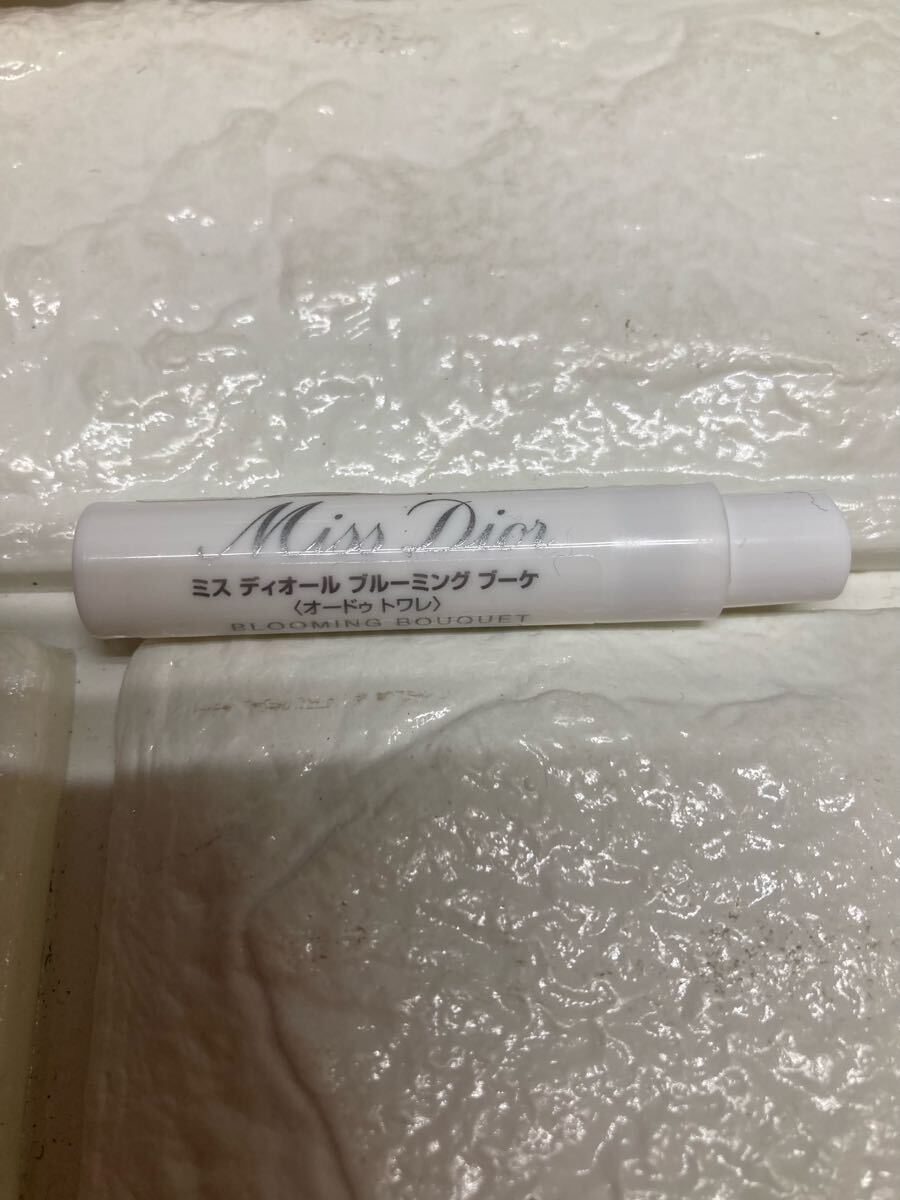 Miss Dior
ミス ディオール ブルーミング ブーケ
〈オードゥ トワレ〉
BLOOMING BOUQUET